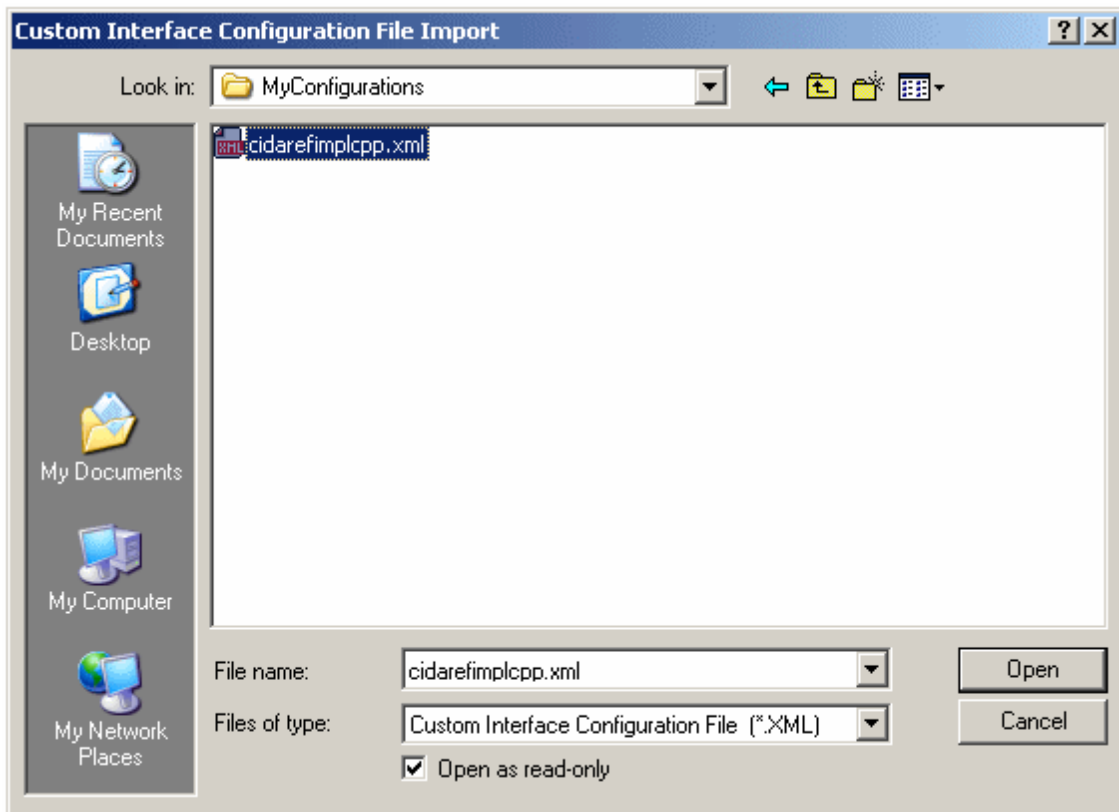 Custom Interface Configuration File Import
Look in: MyConfigurations
XML cidarefimplcpp.xml
My Recent
Documents
Desktop
My Documents
My Computer
My Network
Places
File name: cidarefimplcpp.xml Open
Files of type: Custom Interface Configuration File (*.XML) Cancel
Open as read-only